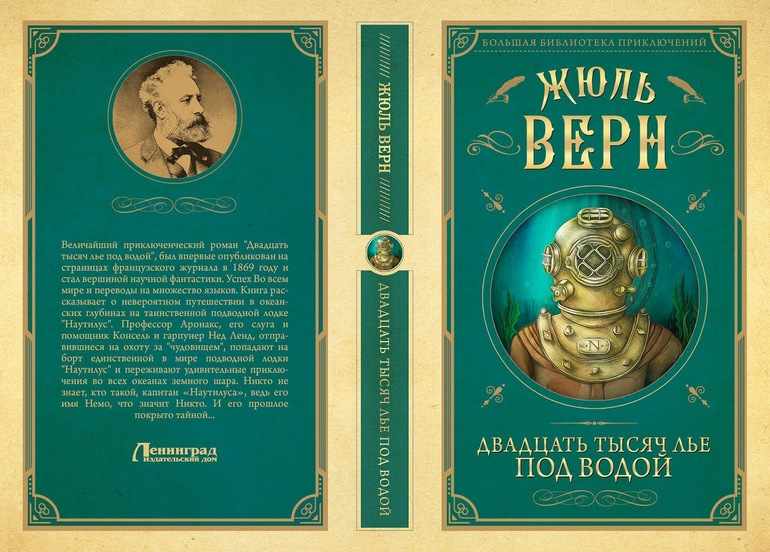 Величайший приключенческий роман "Двадцать
тысяч лье под водой", был впервые опубликован на
страницах французского журнала в 1869 году и
стал вершиной научной фантастики. Успех Во всем
мире и переводы на множество языков. Книга рас-
сказывает о невероятном путешествии в океан-
ских глубинах на таинственной подводной лодке
"Наутилус". Профессор Аронакс, его слуга и
помощник Консель и гарпунер Нед Ленд, отпра-
вившиеся на охоту за "чудовищем", попадают на
борт единственной в мире подводной лодки
"Наутилус" и переживают удивительные приклю-
чения во всех океанах земного шара. Никто не
знает, кто такой, капитан «Наутилуса», ведь его
имя Немо, что значит Никто. И его прошлое
покрыто тайной...
Ленинград
издательский дом
////////// ЖЮЛЬ ВЕРН //////////
ДВАДЦАТЬ ТЫСЯЧ ЛЬЕ ПОД ВОДОЙ
БОЛЬШАЯ БИБЛИОТЕКА ПРИКЛЮЧЕНИЙ
ЖЮЛЬ
ВЕРН
N
ДВАДЦАТЬ ТЫСЯЧ ЛЬЕ
ПОД ВОДОЙ